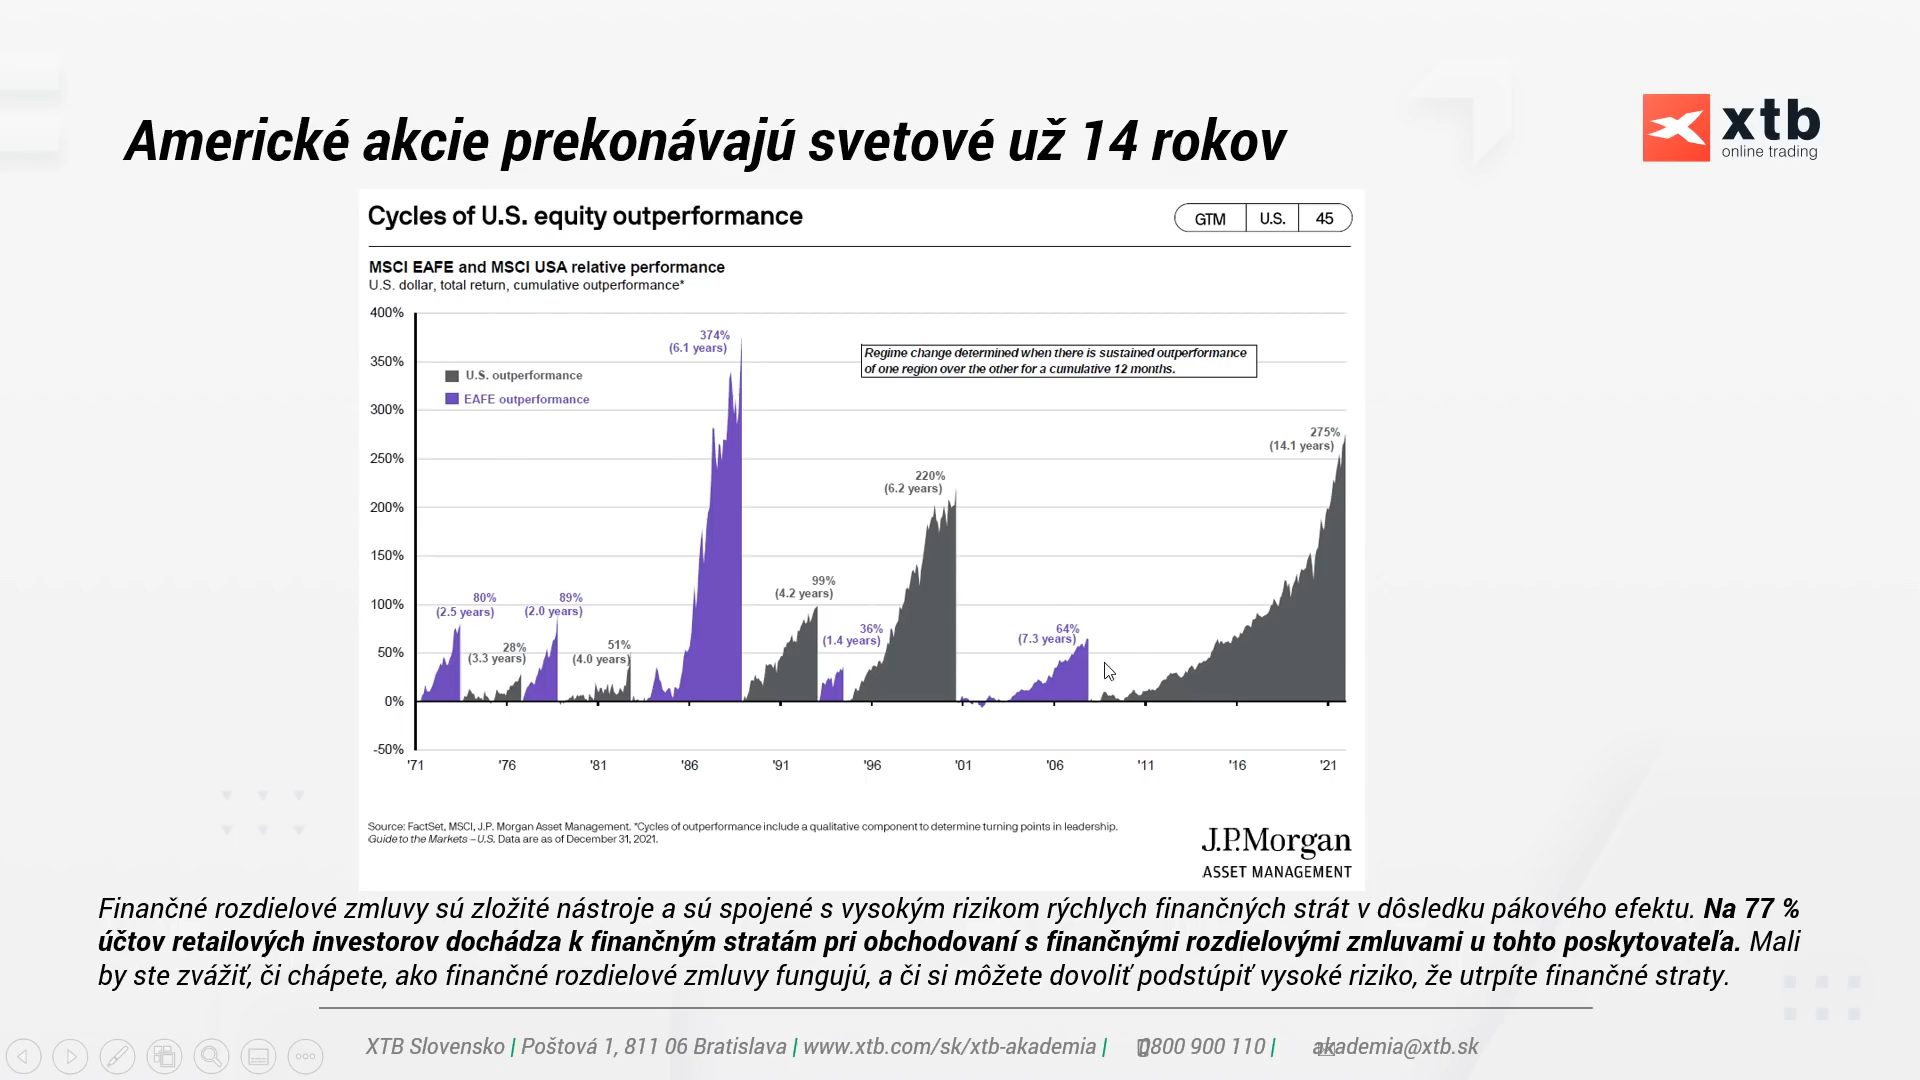 Americké akcie prekonávajú svetové už 14 rokov
xtb
online trading
Cycles of U.S. equity outperformance
GTM U.S. 45
MSCI EAFE and MSCI USA relative performance
U.S. dollar, total return, cumulative outperformance*
400%
350%
300%
250%
200%
150%
100%
50%
0%
-50%
U.S. outperformance
EAFE outperformance
Regime change determined when there is sustained outperformance
of one region over the other for a cumulative 12 months.
80%
(2.5 years)
28%
(3.3 years)
89%
(2.0 years)
51%
(4.0 years)
374%
(6.1 years)
99%
(4.2 years)
36%
(1.4 years)
220%
(6.2 years)
64%
(7.3 years)
275%
(14.1 years)
'71 '76 '81 '86 '91 '96 '01 '06 '11 '16 '21
Source: FactSet, MSCI, J.P. Morgan Asset Management. *Cycles of outperformance include a qualitative component to determine turning points in leadership.
Guide to the Markets – U.S. Data are as of December 31, 2021.
J.P.Morgan
ASSET MANAGEMENT
Finančné rozdielové zmluvy sú zložité nástroje a sú spojené s vysokým rizikom rýchlych finančných strát v dôsledku pákového efektu. Na 77 %
účtov retailových investorov dochádza k finančným stratám pri obchodovaní s finančnými rozdielovými zmluvami u tohto poskytovateľa. Mali
by ste zvážiť, či chápete, ako finančné rozdielové zmluvy fungujú, a či si môžete dovoliť podstúpiť vysoké riziko, že utrpíte finančné straty.
XTB Slovensko | Poštová 1, 811 06 Bratislava | www.xtb.com/sk/xtb-akademia | 0800 900 110 | akademia@xtb.sk